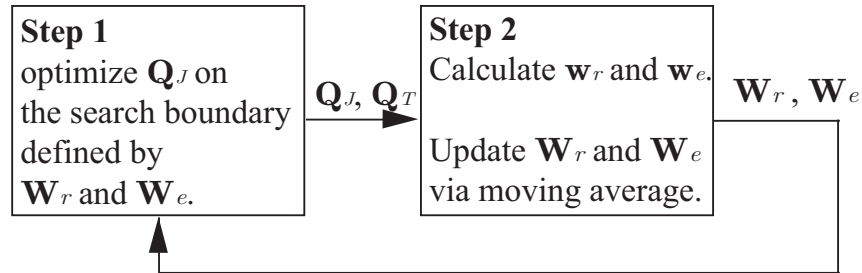 Step 1
optimize Q_J on
the search boundary
defined by
W_r and W_e.
Q_J, Q_T
Step 2
Calculate w_r and w_e.
Update W_r and W_e
via moving average.
W_r , W_e